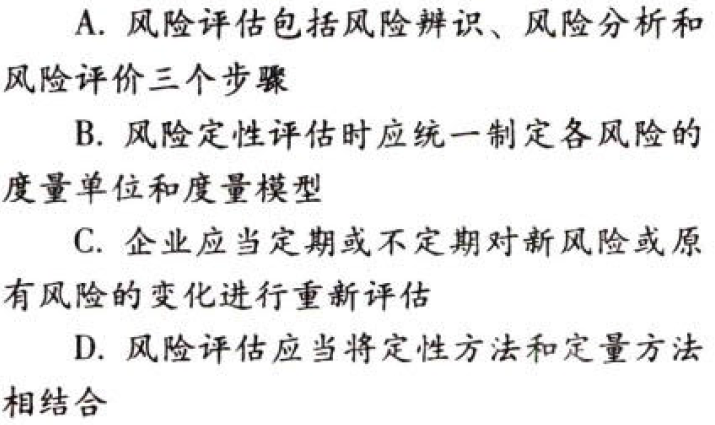 A. 风险评估包括风险辨识、风险分析和
风险评价三个步骤
B. 风险定性评估时应统一制定各风险的
度量单位和度量模型
C. 企业应当定期或不定期对新风险或原
有风险的变化进行重新评估
D. 风险评估应当将定性方法和定量方法
相结合